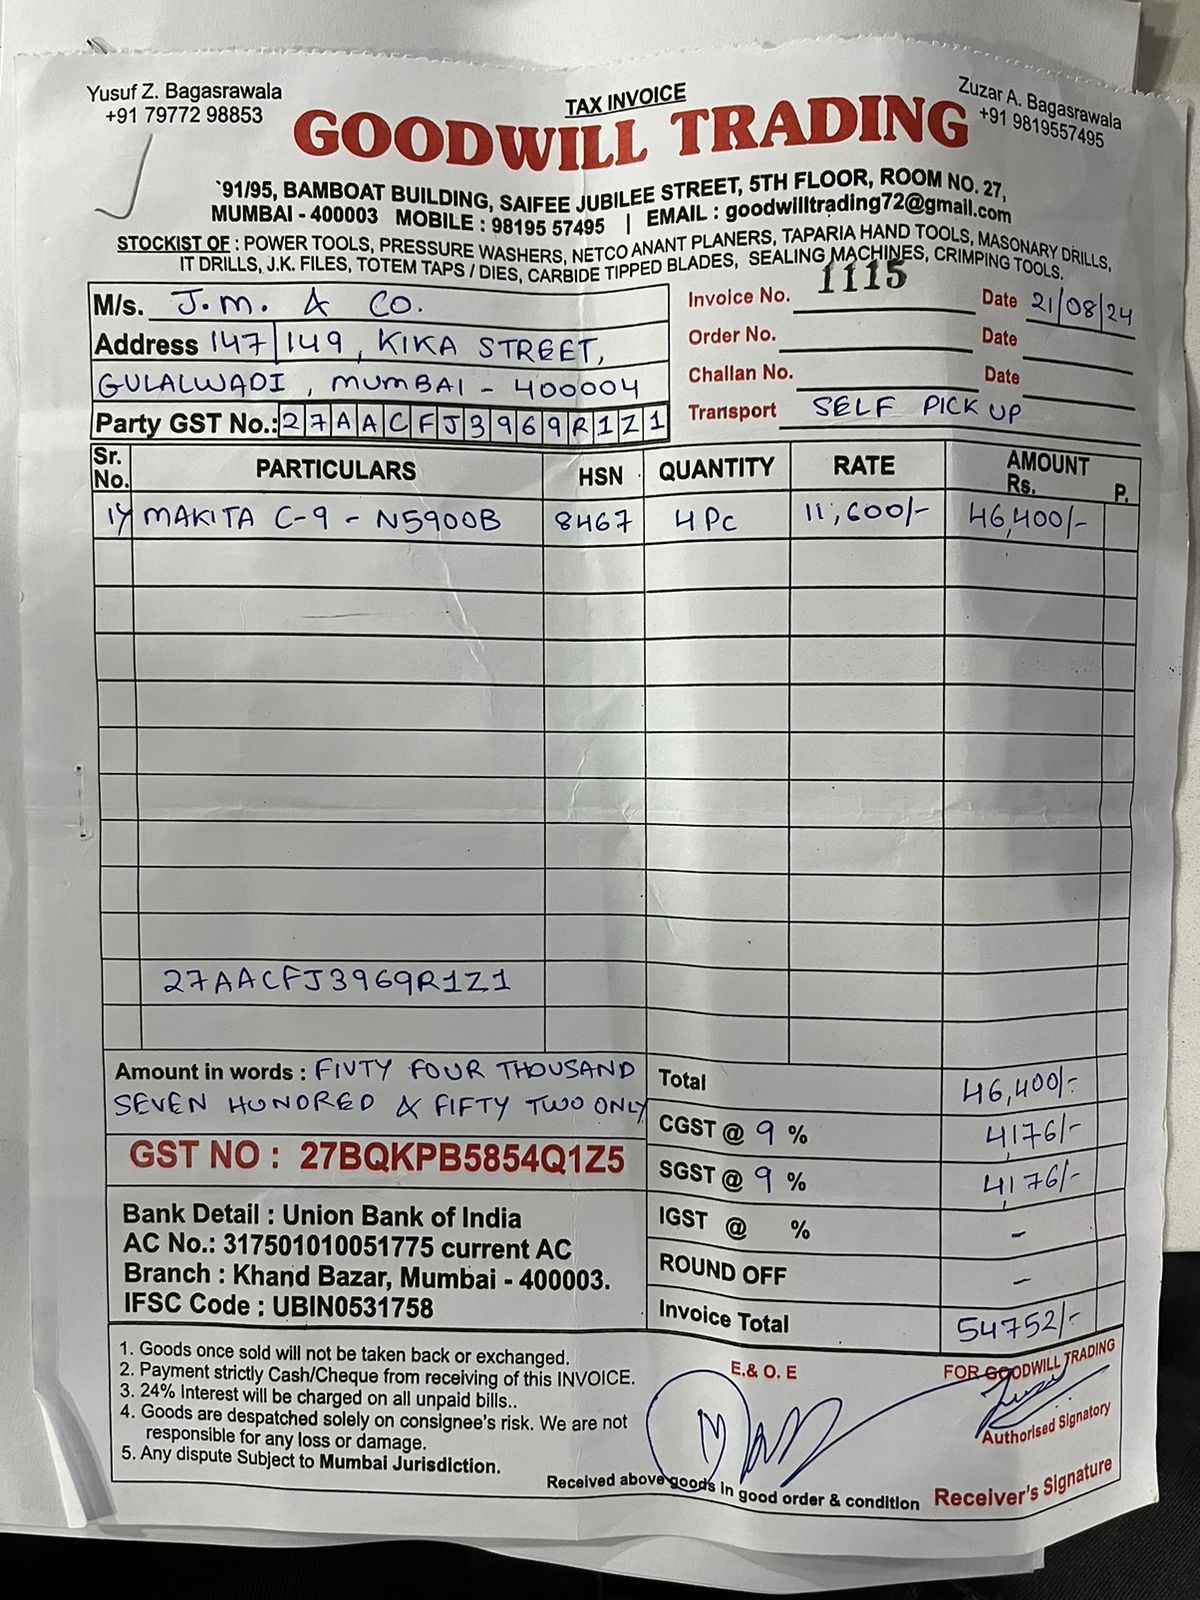 Yusuf Z. Bagasrawala
+91 79772 98853
TAX INVOICE
Zuzar A. Bagasrawala
+91 9819557495
GOODWILL TRADING
`91/95, BAMBOAT BUILDING, SAIFEE JUBILEE STREET, 5TH FLOOR, ROOM NO. 27,
MUMBAI - 400003 MOBILE : 98195 57495 | EMAIL : goodwilltrading72@gmail.com
STOCKIST OF : POWER TOOLS, PRESSURE WASHERS, NETCO ANANT PLANERS, TAPARIA HAND TOOLS, MASONARY DRILLS,
IT DRILLS, J.K. FILES, TOTEM TAPS / DIES, CARBIDE TIPPED BLADES, SEALING MACHINES, CRIMPING TOOLS.
M/s. J.M. & CO.
Address 147/149, KIKA STREET,
GULALWADI, MUMBAI - 400004
Party GST No.: 27AACFJ3969R1Z1
Invoice No. 1115 Date 21/08/24
Order No. Date
Challan No. Date
Transport SELF PICK UP
Sr. No. PARTICULARS HSN QUANTITY RATE AMOUNT Rs. P.
1) MAKITA C-9 - N5900B 8467 4 Pc 11,600/- 46,400/-
27AACFJ3969R1Z1
Amount in words : FIVTY FOUR THOUSAND
SEVEN HUNDRED & FIFTY TWO ONLY
GST NO : 27BQKPB5854Q1Z5
Bank Detail : Union Bank of India
AC No.: 317501010051775 current AC
Branch : Khand Bazar, Mumbai - 400003.
IFSC Code : UBIN0531758
Total 46,400/-
CGST @ 9 % 4176/-
SGST @ 9 % 4176/-
IGST @ % -
ROUND OFF -
Invoice Total 54752/-
1. Goods once sold will not be taken back or exchanged.
2. Payment strictly Cash/Cheque from receiving of this INVOICE.
3. 24% Interest will be charged on all unpaid bills..
4. Goods are despatched solely on consignee's risk. We are not
responsible for any loss or damage.
5. Any dispute Subject to Mumbai Jurisdiction.
E.& O. E
FOR GOODWILL TRADING
Authorised Signatory
Received above goods in good order & condition
Receiver's Signature